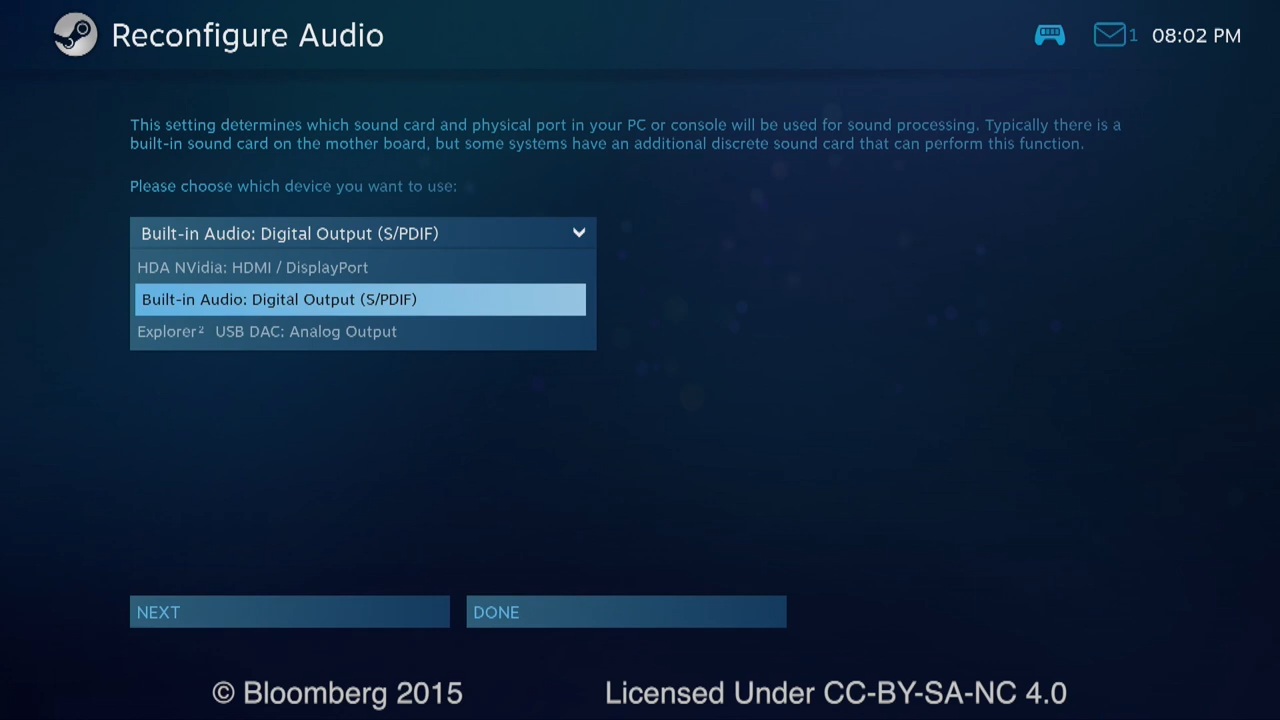 Reconfigure Audio
1 08:02 PM
This setting determines which sound card and physical port in your PC or console will be used for sound processing. Typically there is a
built-in sound card on the mother board, but some systems have an additional discrete sound card that can perform this function.
Please choose which device you want to use:
Built-in Audio: Digital Output (S/PDIF)
HDA NVidia: HDMI / DisplayPort
Built-in Audio: Digital Output (S/PDIF)
Explorer² USB DAC: Analog Output
NEXT DONE
© Bloomberg 2015 Licensed Under CC-BY-SA-NC 4.0